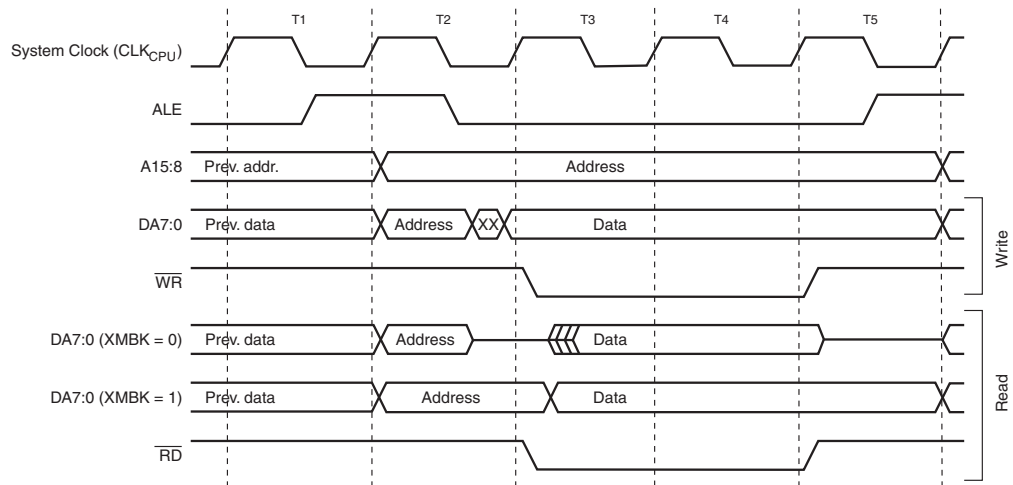 T1 T2 T3 T4 T5
System Clock (CLKCPU)
ALE
A15:8 Prev. addr. Address
DA7:0 Prev. data Address XX Data
WR
Write
DA7:0 (XMBK = 0) Prev. data Address Data
DA7:0 (XMBK = 1) Prev. data Address Data
RD
Read